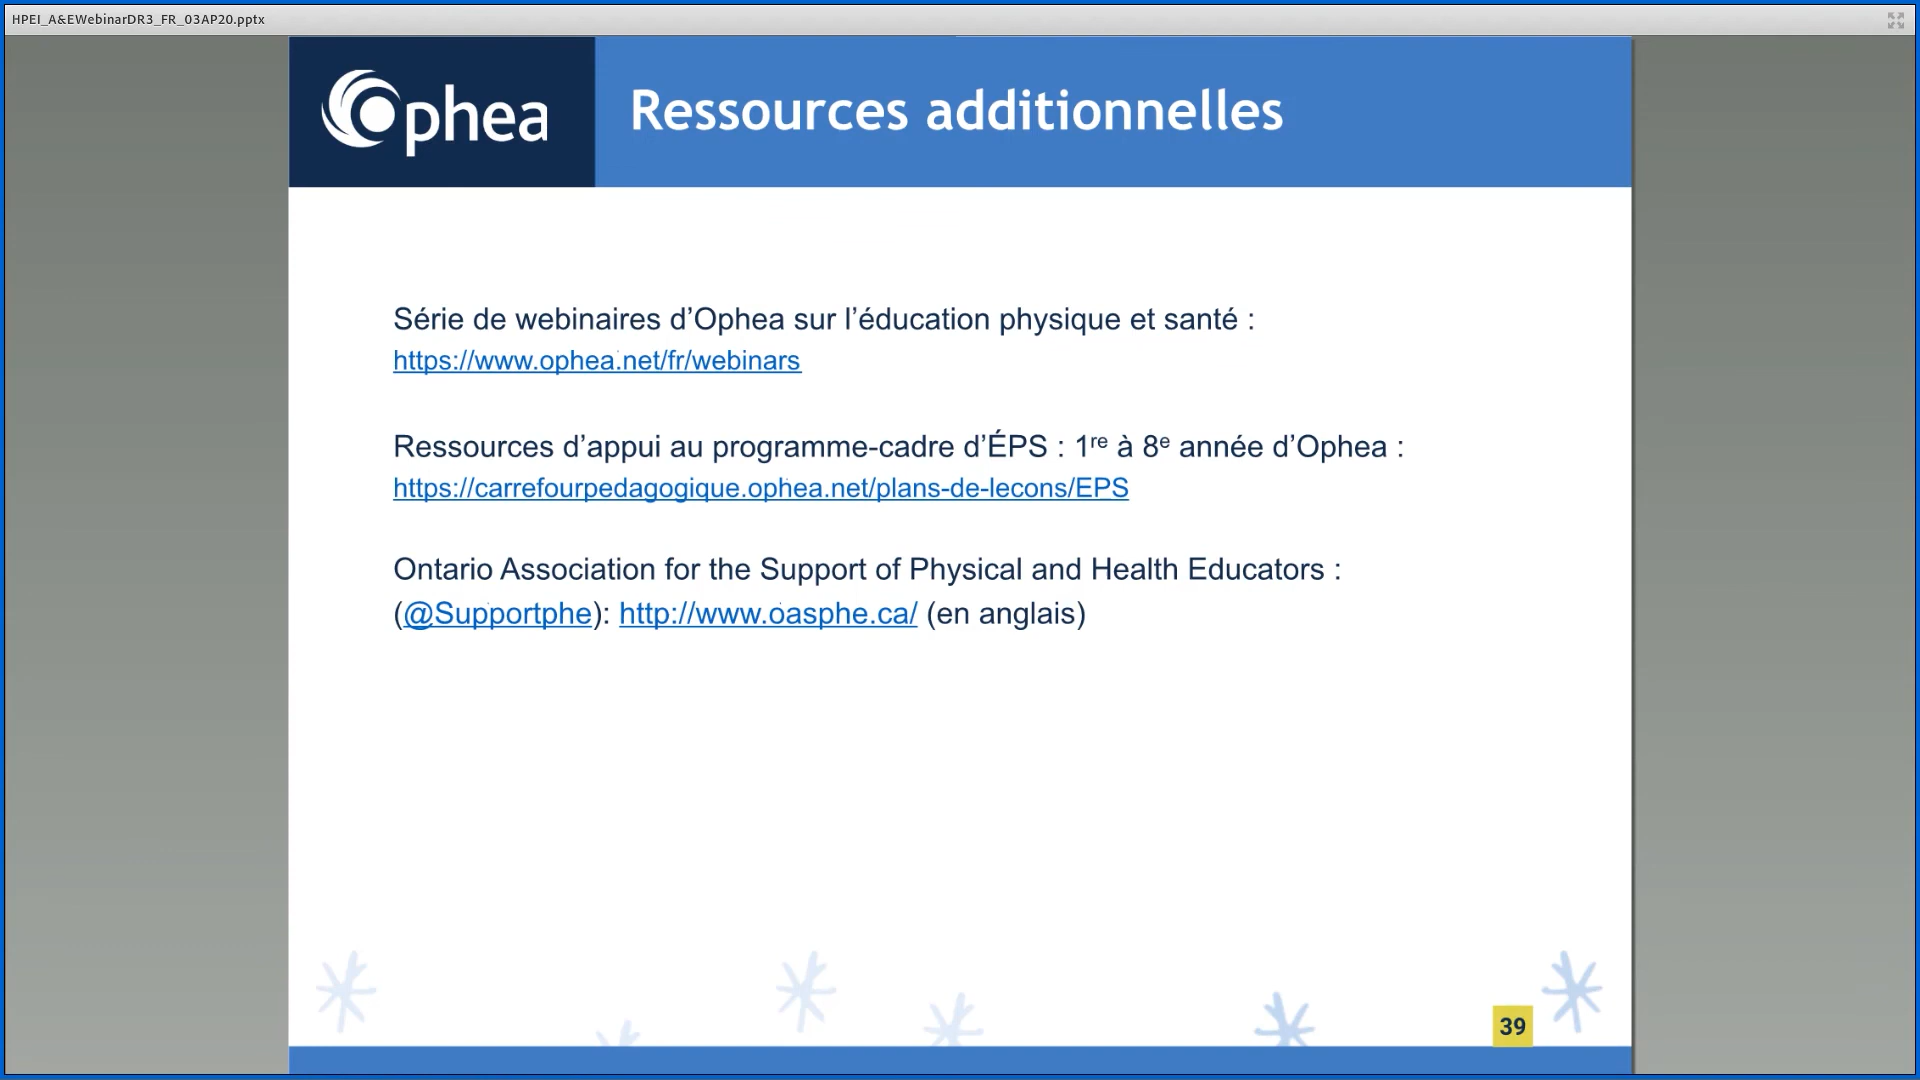 HPEI_A&EWebinarDR3_FR_03AP20.pptx
Ophea
Ressources additionnelles
Série de webinaires d’Ophea sur l’éducation physique et santé :
https://www.ophea.net/fr/webinars
Ressources d’appui au programme-cadre d’ÉPS : 1re à 8e année d’Ophea :
https://carrefourpedagogique.ophea.net/plans-de-lecons/EPS
Ontario Association for the Support of Physical and Health Educators :
(@Supportphe): http://www.oasphe.ca/ (en anglais)
39